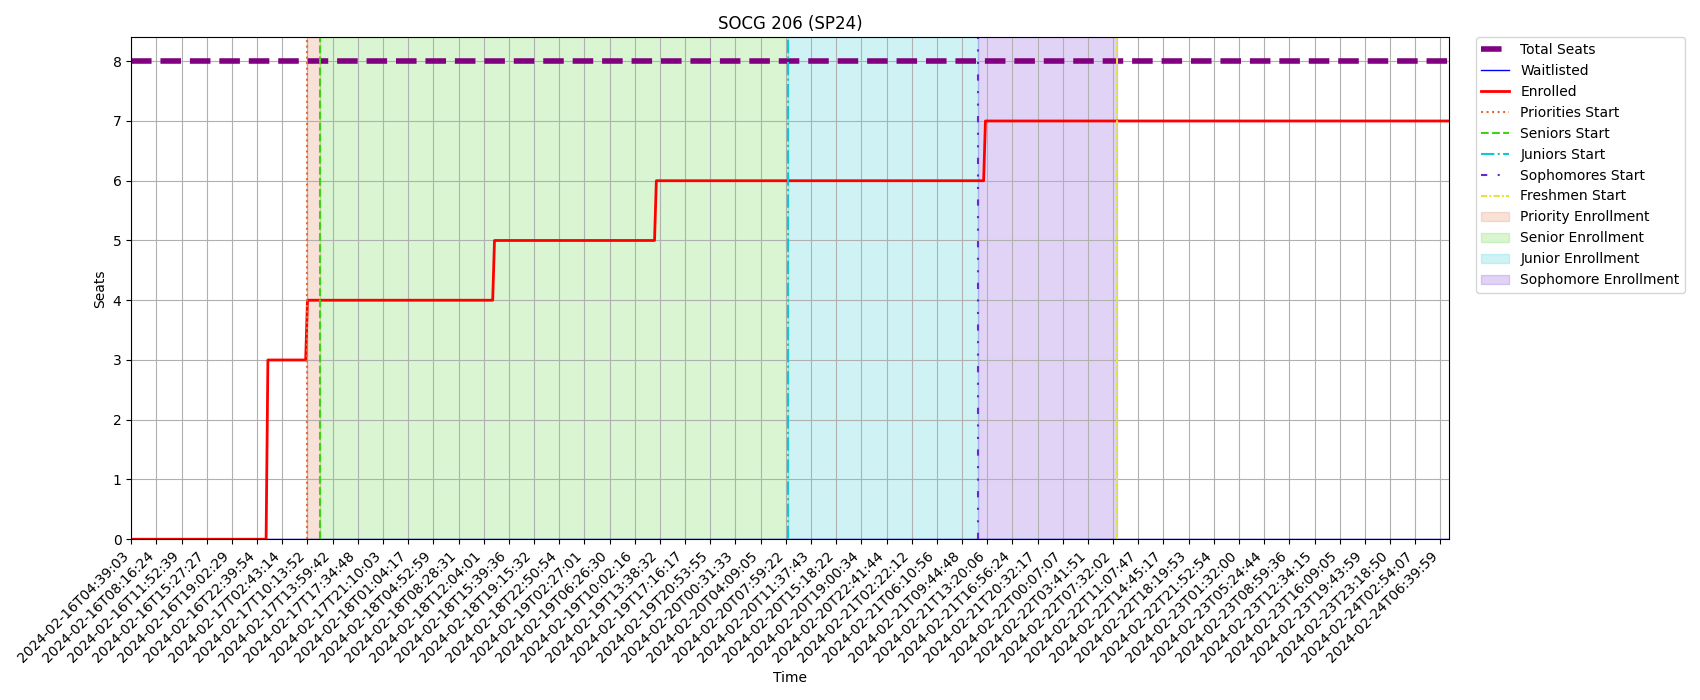 SOCG 206 (SP24)
Seats
8
7
6
5
4
3
2
1
0
2024-02-16T04:39:03
2024-02-16T08:16:24
2024-02-16T11:52:39
2024-02-16T15:27:27
2024-02-16T19:02:29
2024-02-16T22:39:54
2024-02-17T02:43:14
2024-02-17T10:13:52
2024-02-17T13:59:42
2024-02-17T17:34:48
2024-02-17T21:10:03
2024-02-18T01:04:17
2024-02-18T04:52:59
2024-02-18T08:28:31
2024-02-18T12:04:01
2024-02-18T15:39:36
2024-02-18T19:15:32
2024-02-18T22:50:54
2024-02-19T02:27:01
2024-02-19T06:26:30
2024-02-19T10:02:16
2024-02-19T13:38:32
2024-02-19T17:16:17
2024-02-19T20:53:55
2024-02-20T00:31:33
2024-02-20T04:09:05
2024-02-20T07:59:22
2024-02-20T11:37:43
2024-02-20T15:18:22
2024-02-20T19:00:34
2024-02-20T22:41:44
2024-02-21T02:22:12
2024-02-21T06:10:56
2024-02-21T09:44:48
2024-02-21T13:20:06
2024-02-21T16:56:24
2024-02-21T20:32:17
2024-02-22T00:07:07
2024-02-22T03:41:51
2024-02-22T07:32:02
2024-02-22T11:07:47
2024-02-22T14:45:17
2024-02-22T18:19:53
2024-02-22T21:52:54
2024-02-23T01:32:00
2024-02-23T05:24:44
2024-02-23T08:59:36
2024-02-23T12:34:15
2024-02-23T16:09:05
2024-02-23T19:43:59
2024-02-23T23:18:50
2024-02-24T02:54:07
2024-02-24T06:39:59
Time
Total Seats
Waitlisted
Enrolled
Priorities Start
Seniors Start
Juniors Start
Sophomores Start
Freshmen Start
Priority Enrollment
Senior Enrollment
Junior Enrollment
Sophomore Enrollment